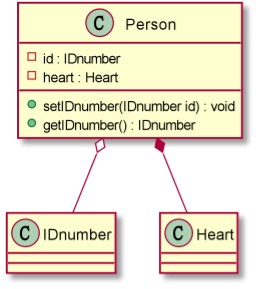 C Person
id : IDnumber
heart : Heart
setIDnumber(IDnumber id) : void
getIDnumber() : IDnumber
C IDnumber
C Heart